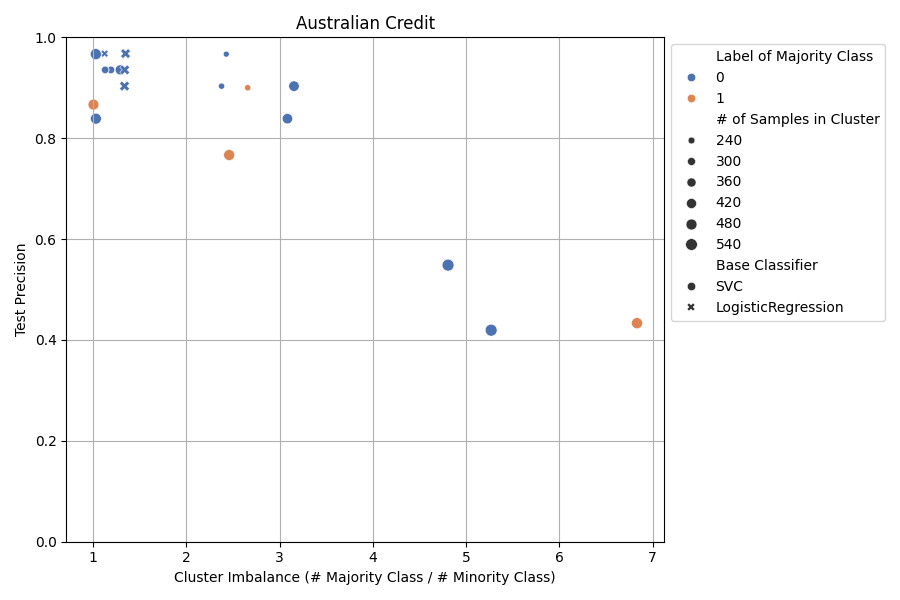 Australian Credit
1.0
0.8
0.6
0.4
0.2
0.0
Test Precision
1
2
3
4
5
6
7
Cluster Imbalance (# Majority Class / # Minority Class)
Label of Majority Class
0
1
# of Samples in Cluster
240
300
360
420
480
540
Base Classifier
SVC
LogisticRegression